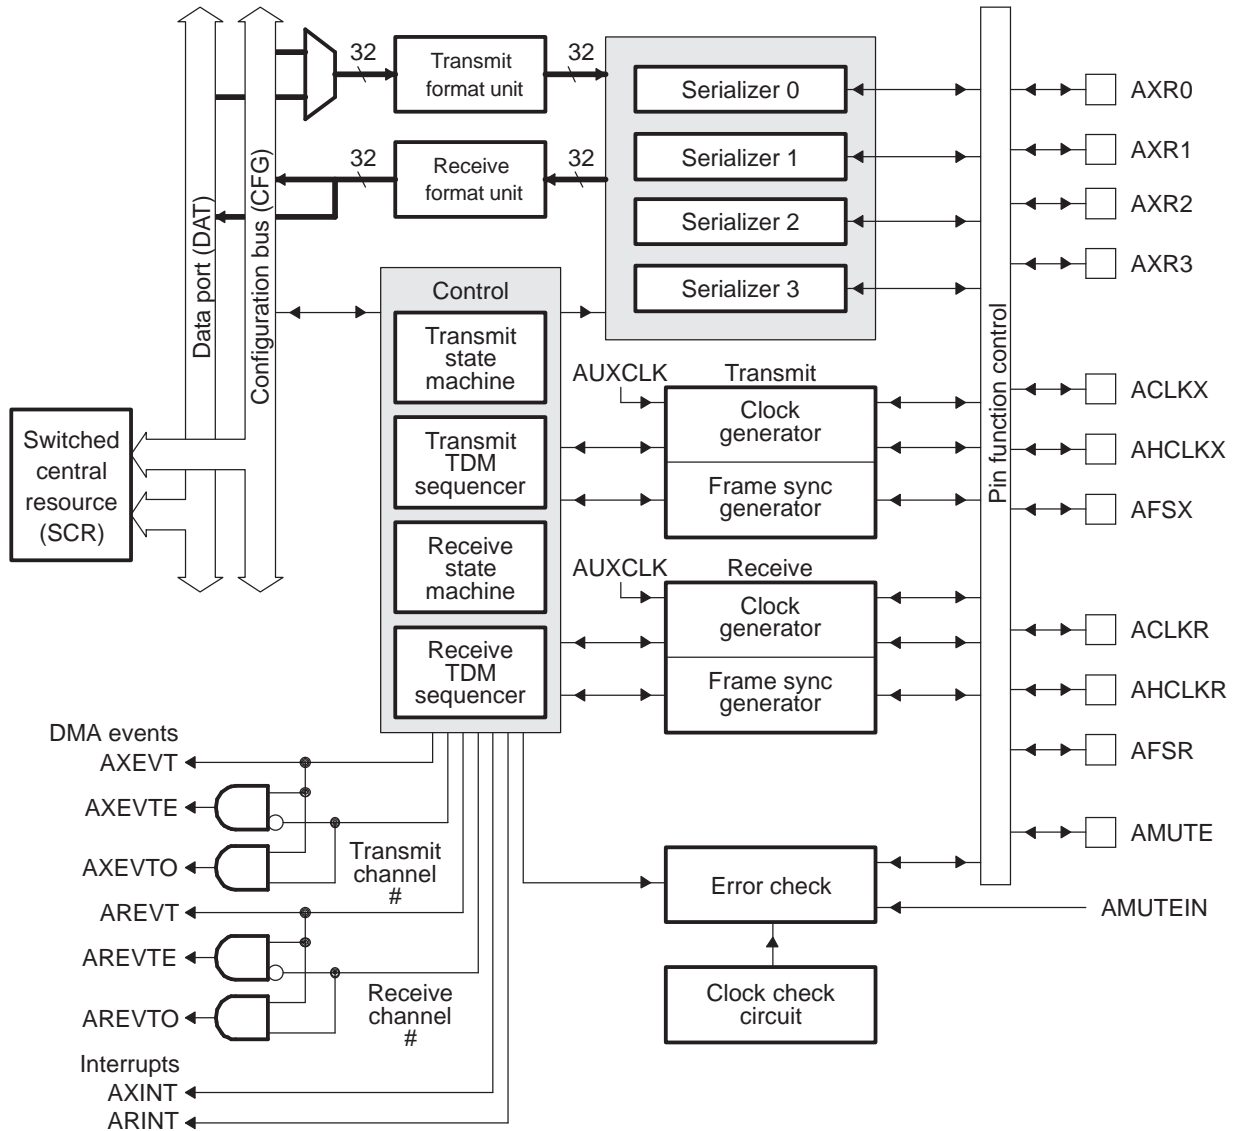 32
Transmit
format unit
32
Serializer 0
AXR0
32
Receive
format unit
32
Serializer 1
AXR1
Serializer 2
AXR2
Serializer 3
AXR3
Data port (DAT)
Configuration bus (CFG)
Pin function control
Control
Transmit
state
machine
Transmit
TDM
sequencer
Receive
state
machine
Receive
TDM
sequencer
Switched
central
resource
(SCR)
AUXCLK
Transmit
Clock
generator
Frame sync
generator
ACLKX
AHCLKX
AFSX
AUXCLK
Receive
Clock
generator
Frame sync
generator
ACLKR
AHCLKR
AFSR
DMA events
AXEVT
AXEVTE
AXEVTO
Transmit
channel
#
AREVT
AREVTE
AREVTO
Receive
channel
#
Interrupts
AXINT
ARINT
Error check
AMUTE
AMUTEIN
Clock check
circuit